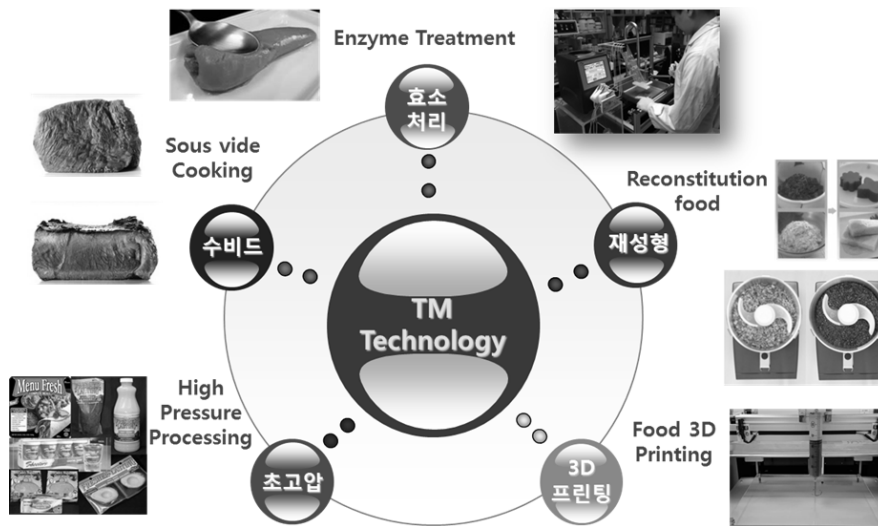 Enzyme Treatment
효소
처리
Sous vide
Cooking
수비드
Reconstitution
food
재성형
TM
Technology
High
Pressure
Processing
초고압
Food 3D
Printing
3D
프린팅
Menu Fresh